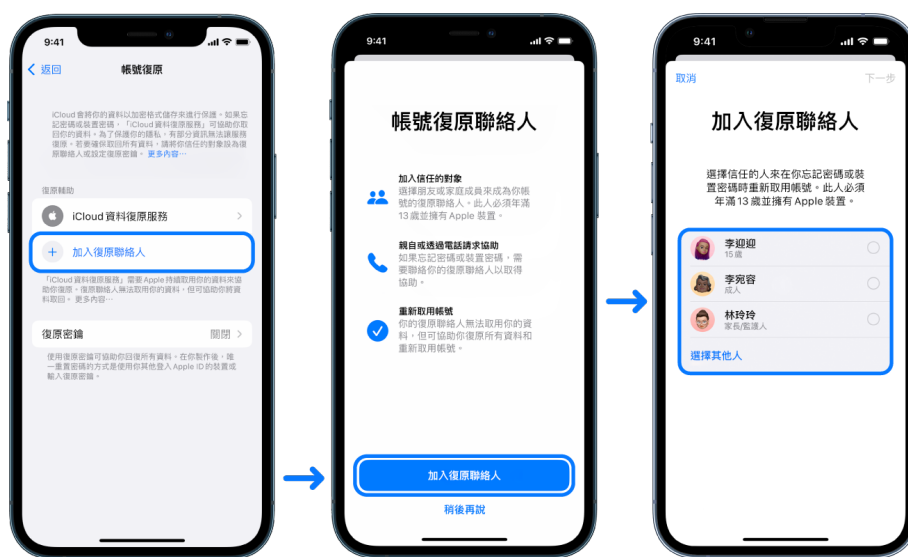 9:41
返回
帳號復原
iCloud 會將你的資料以加密格式儲存來進行保護。如果忘
記密碼或裝置密碼，「iCloud 資料復原服務」可協助你取
回你的資料。為了保護你的隱私，有部分資訊無法讓服務
復原。若要確保取回所有資料，請將你信任的對象設為復
原聯絡人或設定復原密鑰。 更多內容⋯
復原輔助
iCloud 資料復原服務
加入復原聯絡人
「iCloud 資料復原服務」需要 Apple 持續取用你的資料來協
助你復原。復原聯絡人無法取用你的資料，但可協助你將資
料取回。 更多內容⋯
復原密鑰
關閉
使用復原密鑰可協助你回復所有資料。在你製作後，唯
一重置密碼的方式是使用你其他登入 Apple ID 的裝置或
輸入復原密鑰。
9:41
帳號復原聯絡人
加入信任的對象
選擇朋友或家庭成員來成為你帳
號的復原聯絡人。此人必須年滿
13 歲並擁有 Apple 裝置。
親自或透過電話請求協助
如果忘記密碼或裝置密碼，需
要聯絡你的復原聯絡人以取得
協助。
重新取用帳號
你的復原聯絡人無法取用你的資
料，但可協助你復原所有資料和
重新取用帳號。
加入復原聯絡人
稍後再說
9:41
取消
下一步
加入復原聯絡人
選擇信任的人來在你忘記密碼或裝
置密碼時重新取用帳號。此人必須
年滿 13 歲並擁有 Apple 裝置。
李迎迎
15 歲
李宛容
成人
林玲玲
家長/監護人
選擇其他人